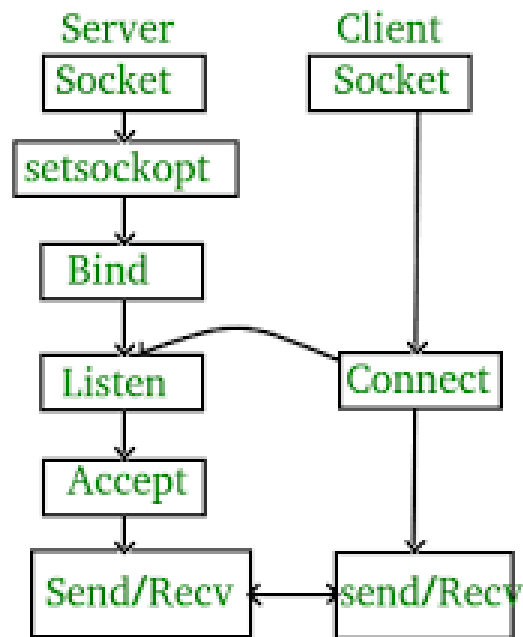 Server
Client
Socket
Socket
setsockopt
Bind
Listen
Connect
Accept
Send/Recv
send/Recv